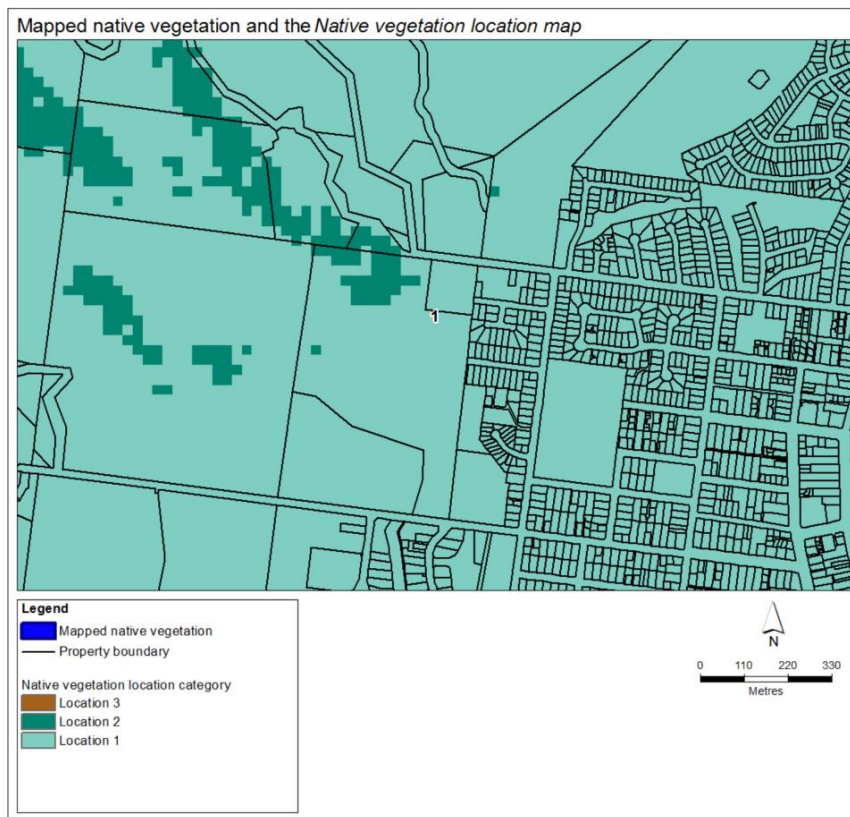 Mapped native vegetation and the Native vegetation location map
1
Legend
Mapped native vegetation
Property boundary
Native vegetation location category
Location 3
Location 2
Location 1
N
0 110 220 330
Metres